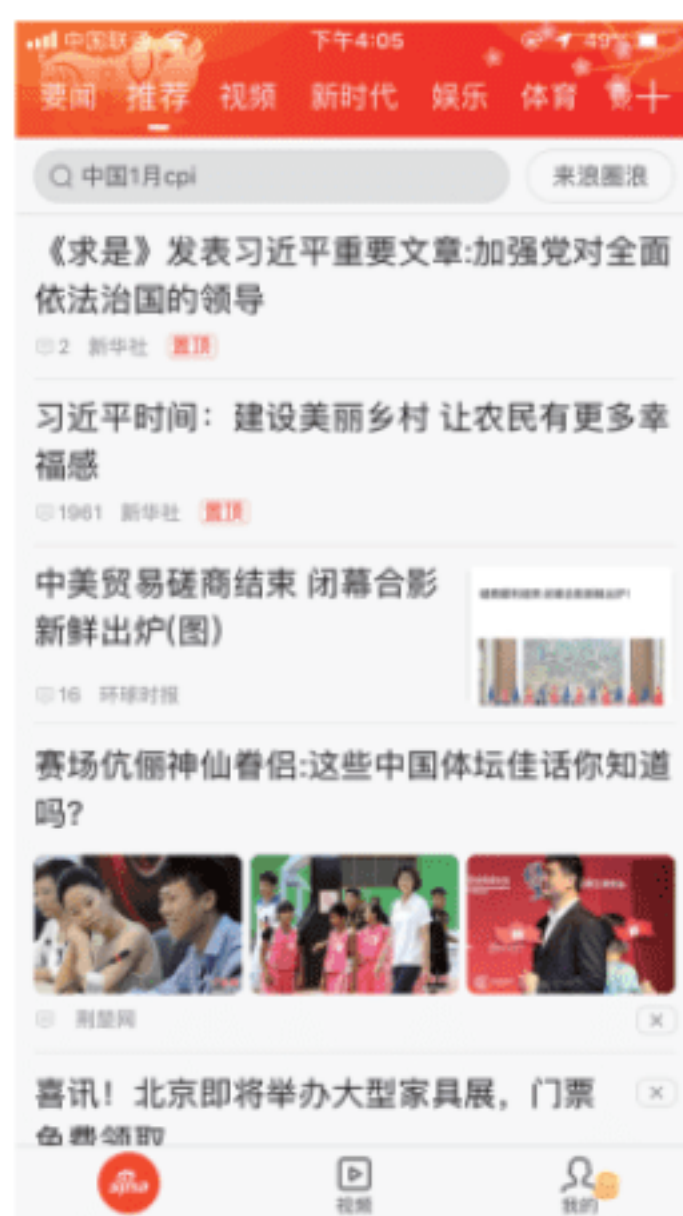 中国联通
下午4:05
49%
要闻 推荐 视频 新时代 娱乐 体育
中国1月cpi
来浪圈浪
《求是》发表习近平重要文章:加强党对全面
依法治国的领导
2 新华社 置顶
习近平时间：建设美丽乡村 让农民有更多幸
福感
1961 新华社 置顶
中美贸易磋商结束 闭幕合影
新鲜出炉(图)
16 环球时报
赛场伉俪神仙眷侣:这些中国体坛佳话你知道
吗?
荆楚网
喜讯！北京即将举办大型家具展，门票
免费领取
sina
视频
我的